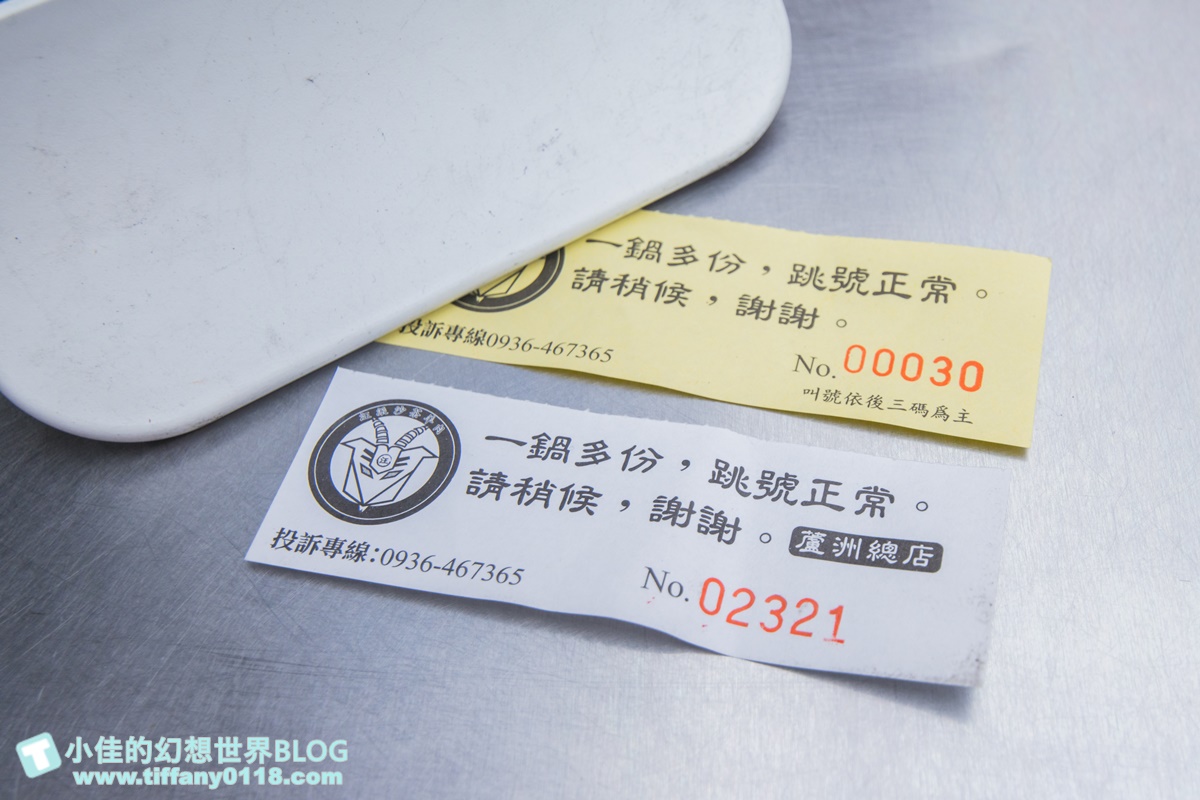 一鍋多份，跳號正常。
請稍候，謝謝。
投訴專線0936-467365
No.00030
叫號依後三碼為主
汪
一鍋多份，跳號正常。
請稍候，謝謝。
蘆洲總店
投訴專線：0936-467365
No.02321
小佳的幻想世界BLOG
www.tiffany0118.com